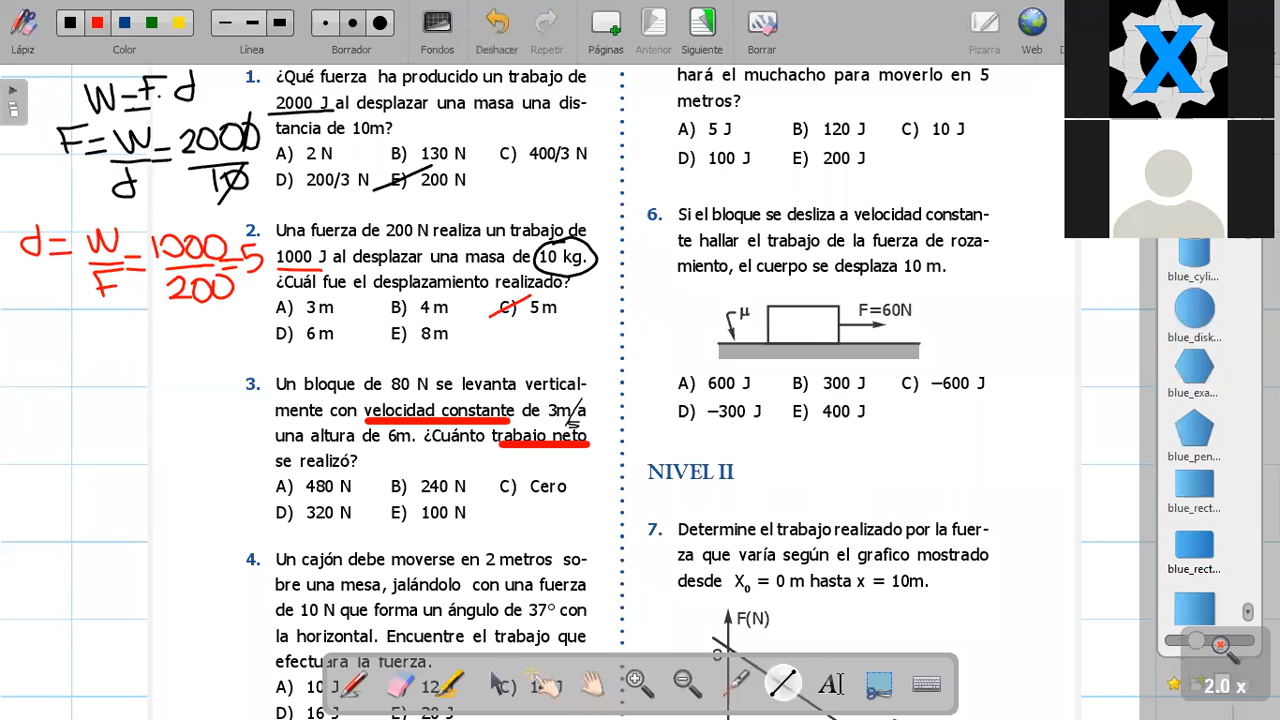 Lápiz
Color
Línea
Borrador
Fondos
Deshacer
Repetir
Páginas
Anterior
Siguiente
Borrar
Pizarra
Web
X
W=F.d
F=W=2000
d 10
d=W=1000=5
F 200
1. ¿Qué fuerza ha producido un trabajo de
2000 J al desplazar una masa una dis-
tancia de 10m?
A) 2 N B) 130 N C) 400/3 N
D) 200/3 N E) 200 N
2. Una fuerza de 200 N realiza un trabajo de
1000 J al desplazar una masa de 10 kg.
¿Cuál fue el desplazamiento realizado?
A) 3 m B) 4 m C) 5 m
D) 6 m E) 8 m
3. Un bloque de 80 N se levanta vertical-
mente con velocidad constante de 3m/a
una altura de 6m. ¿Cuánto trabajo neto
se realizó?
A) 480 N B) 240 N C) Cero
D) 320 N E) 100 N
4. Un cajón debe moverse en 2 metros so-
bre una mesa, jalándolo con una fuerza
de 10 N que forma un ángulo de 37° con
la horizontal. Encuentre el trabajo que
efectuara la fuerza.
A) 10 J B) 12 C) J
D) 16 J E) 20 J
hará el muchacho para moverlo en 5
metros?
A) 5 J B) 120 J C) 10 J
D) 100 J E) 200 J
6. Si el bloque se desliza a velocidad constan-
te hallar el trabajo de la fuerza de roza-
miento, el cuerpo se desplaza 10 m.
μ F=60N
A) 600 J B) 300 J C) –600 J
D) –300 J E) 400 J
NIVEL II
7. Determine el trabajo realizado por la fuer-
za que varía según el grafico mostrado
desde X0 = 0 m hasta x = 10m.
F(N)
8
blue_cyli...
blue_disk...
blue_exa...
blue_pen...
blue_rect...
blue_rect...
AI
2.0 x